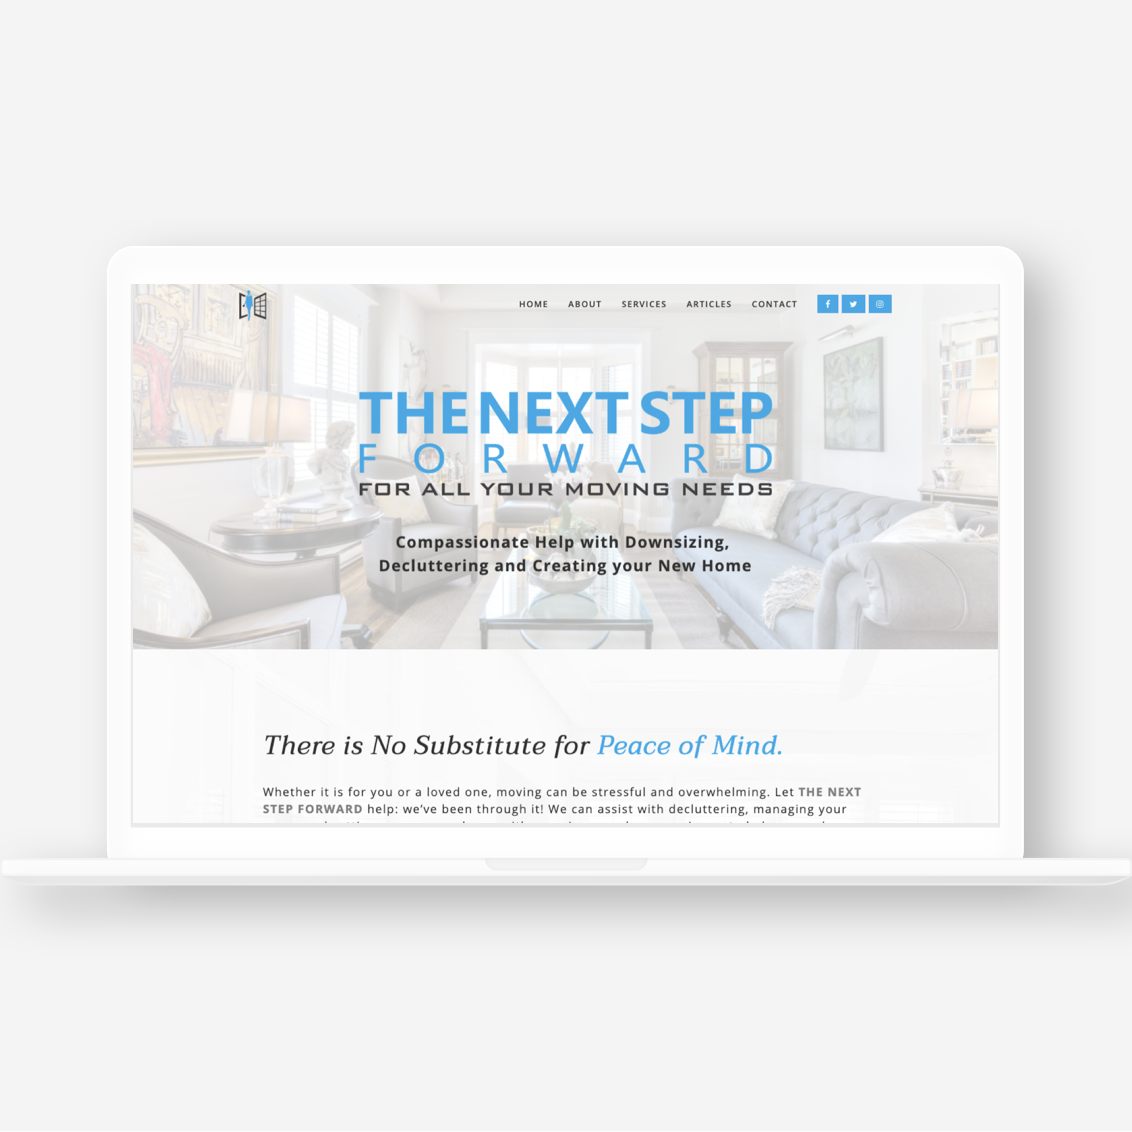 HOME ABOUT SERVICES ARTICLES CONTACT
THE NEXT STEP
FORWARD
FOR ALL YOUR MOVING NEEDS
Compassionate Help with Downsizing,
Decluttering and Creating your New Home
There is No Substitute for Peace of Mind.
Whether it is for you or a loved one, moving can be stressful and overwhelming. Let THE NEXT
STEP FORWARD help: we’ve been through it! We can assist with decluttering, managing your